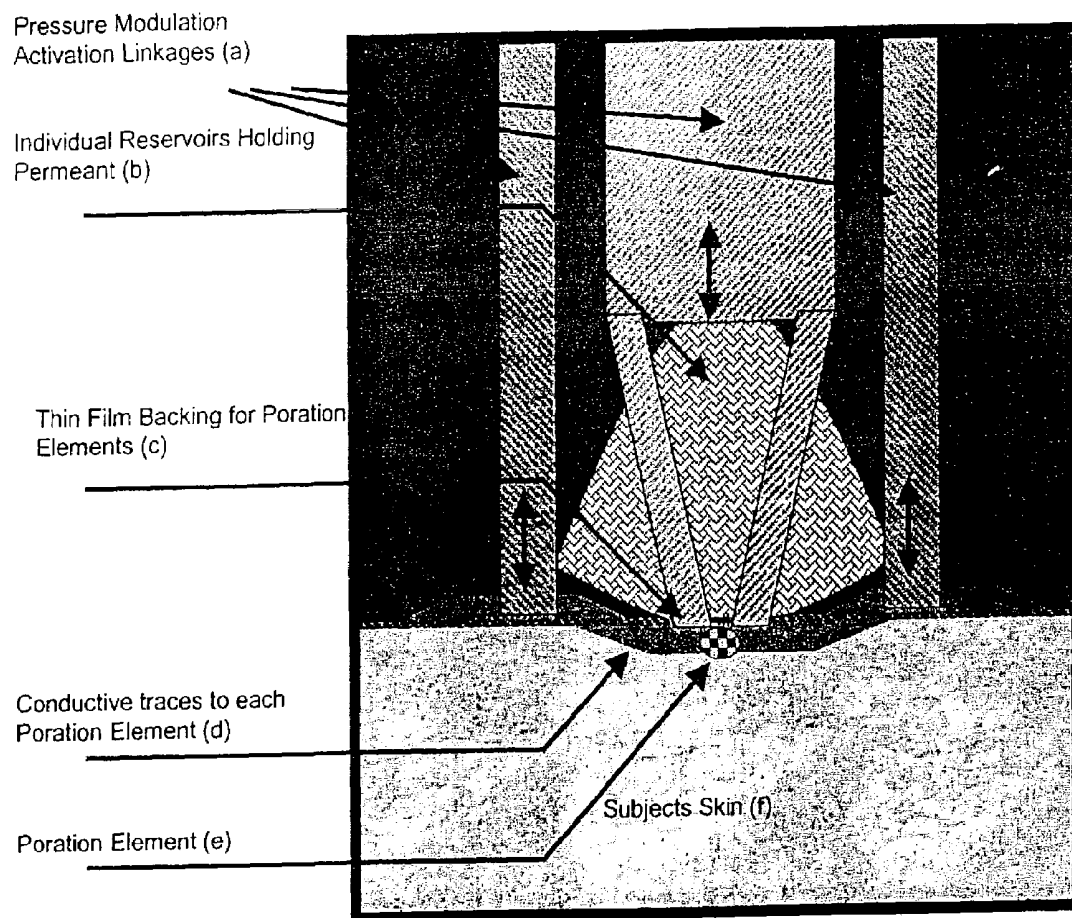 Pressure Modulation
Activation Linkages (a)
Individual Reservoirs Holding
Permeant (b)
Thin Film Backing for Poration
Elements (c)
Conductive traces to each
Poration Element (d)
Poration Element (e)
Subjects Skin (f)